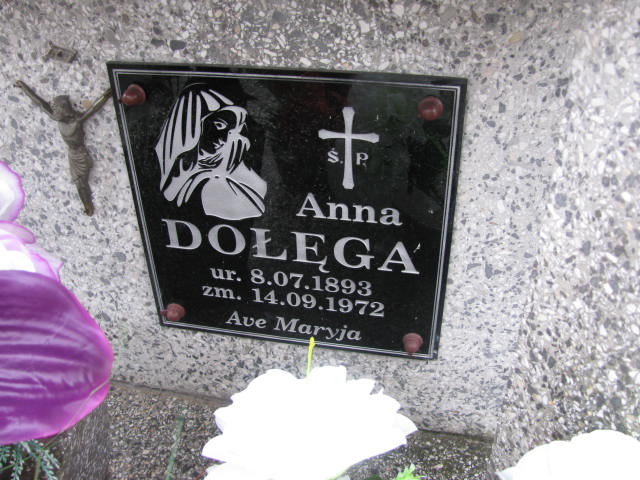 Ś. P.
Anna
DOŁĘGA
ur. 8.07.1893
zm. 14.09.1972
Ave Maryja